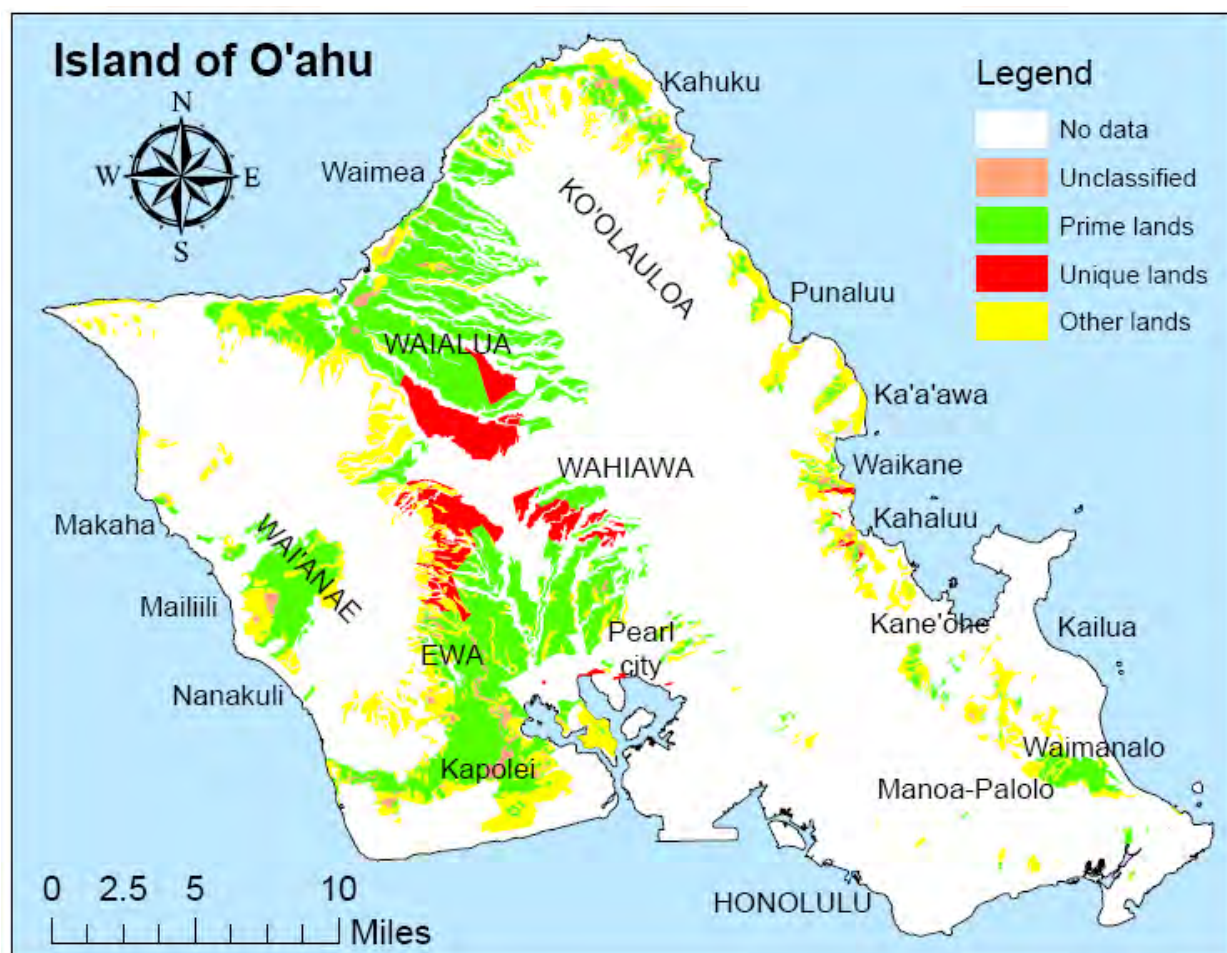 Island of O'ahu
N
W
E
S
Legend
No data
Unclassified
Prime lands
Unique lands
Other lands
Kahuku
Waimea
KO'OLAULOA
Punaluu
WAIALUA
Ka'a'awa
WAHIAWA
Waikane
Makaha
Kahaluu
WAI'ANAE
Mailiili
Kane'ōhe
Kailua
EWA
Pearl
city
Nanakuli
Waimanalo
Kapolei
Manoa-Palolo
HONOLULU
0 2.5 5 10
Miles